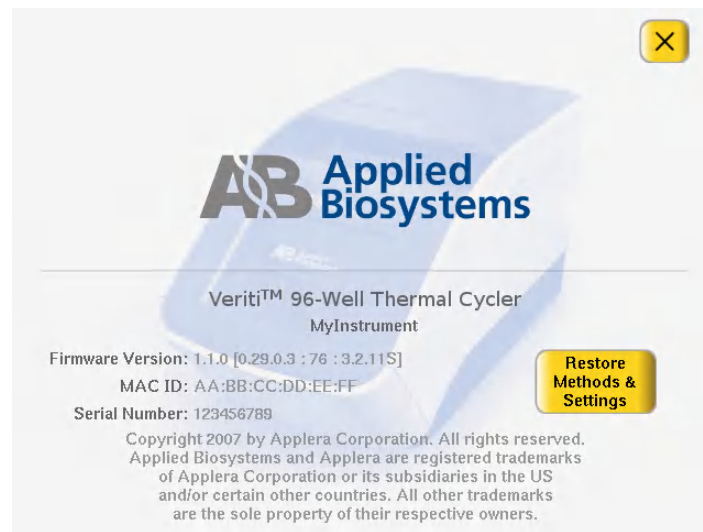 AB Applied
Biosystems
Veriti™ 96-Well Thermal Cycler
MyInstrument
Firmware Version: 1.1.0 [0.29.0.3 : 76 : 3.2.11S]
MAC ID: AA:BB:CC:DD:EE:FF
Serial Number: 123456789
Restore
Methods &
Settings
Copyright 2007 by Applera Corporation. All rights reserved.
Applied Biosystems and Applera are registered trademarks
of Applera Corporation or its subsidiaries in the US
and/or certain other countries. All other trademarks
are the sole property of their respective owners.